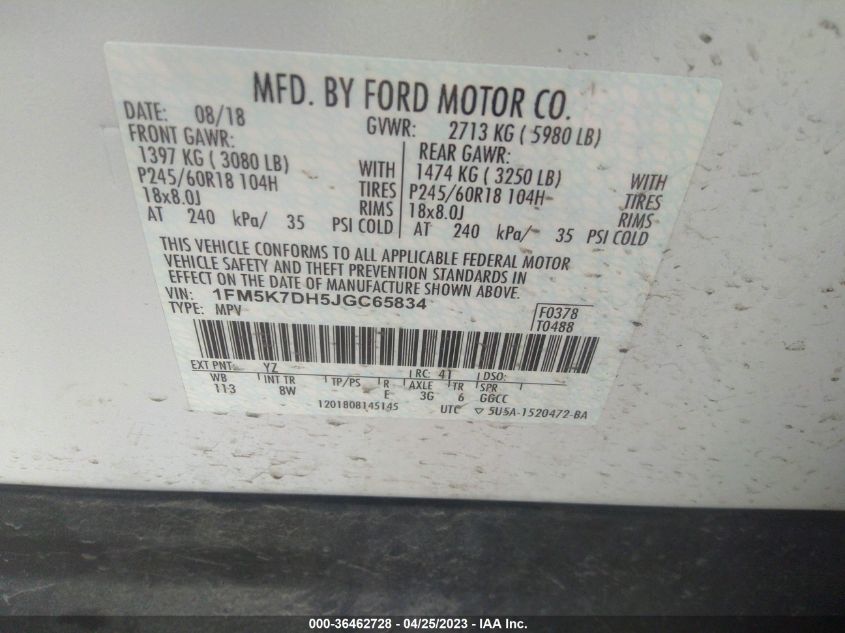 MFD. BY FORD MOTOR CO.
DATE: 08/18 GVWR: 2713 KG ( 5980 LB)
FRONT GAWR: REAR GAWR:
1397 KG ( 3080 LB) WITH 1474 KG ( 3250 LB) WITH
P245/60R18 104H TIRES P245/60R18 104H TIRES
18x8.0J RIMS 18x8.0J RIMS
AT 240 kPa/ 35 PSI COLD AT 240 kPa/ 35 PSI COLD
THIS VEHICLE CONFORMS TO ALL APPLICABLE FEDERAL MOTOR
VEHICLE SAFETY AND THEFT PREVENTION STANDARDS IN
EFFECT ON THE DATE OF MANUFACTURE SHOWN ABOVE.
VIN: 1FM5K7DH5JGC65834 F0378
TYPE: MPV T0488
EXT PNT: YZ RC: 41 DSO:
WB INT TR TP/PS R AXLE TR SPR
113 8W E 3G 6 GGCC
1201808145145 UTC ▽ 5U5A-1520472-BA
000-36462728 - 04/25/2023 - IAA Inc.